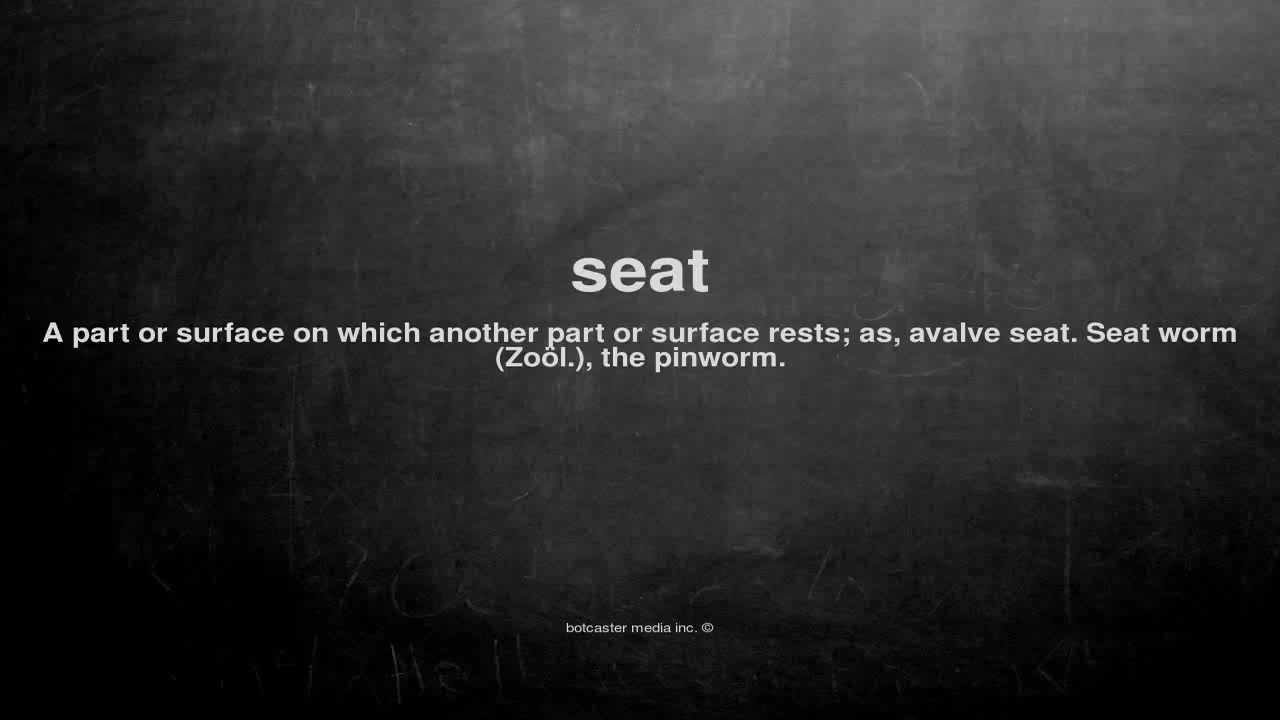 seat
A part or surface on which another part or surface rests; as, avalve seat. Seat worm
(Zoöl.), the pinworm.
botcaster media inc. ©